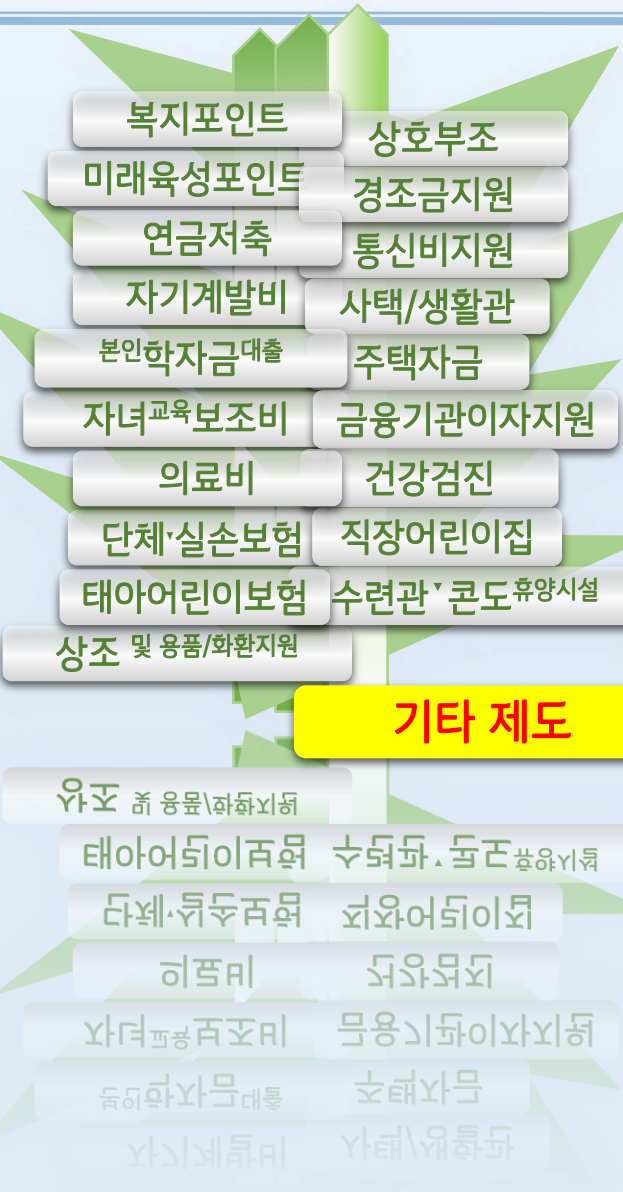 복지포인트
상호부조
미래육성포인트
경조금지원
연금저축
통신비지원
자기계발비
사택/생활관
본인학자금대출
주택자금
자녀교육보조비
금융기관이자지원
의료비
건강검진
단체▾실손보험
직장어린이집
태아어린이보험
수련관▾콘도휴양시설
상조 및 용품/화환지원
기타 제도